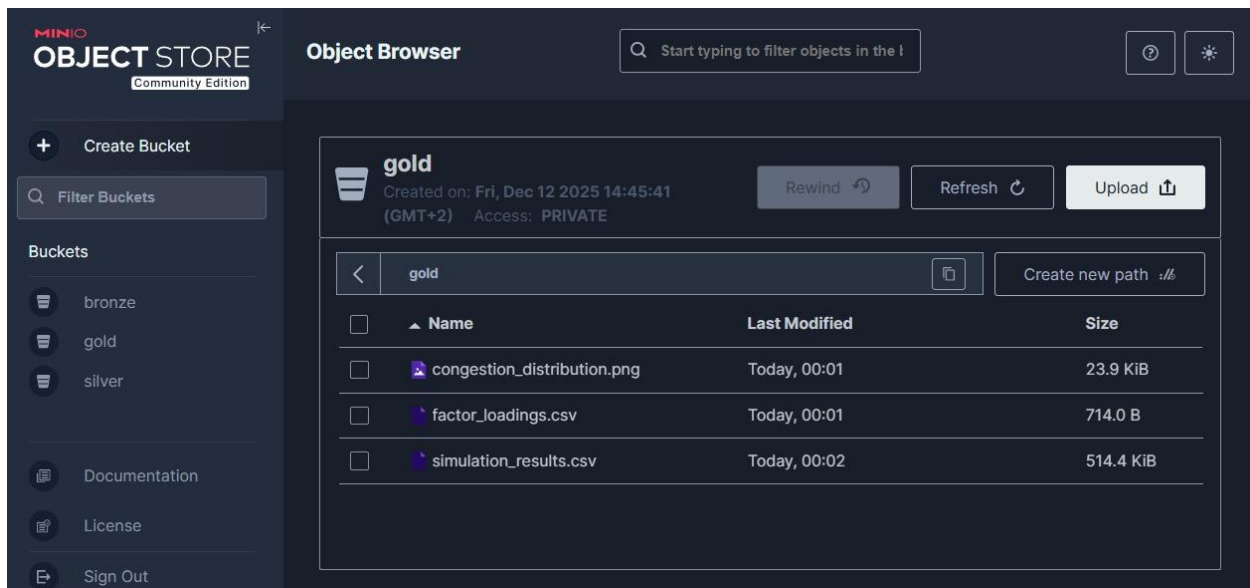 MINIO
OBJECT STORE
Community Edition
Object Browser
Start typing to filter objects in the b
Create Bucket
Filter Buckets
Buckets
bronze
gold
silver
Documentation
License
Sign Out
gold
Created on: Fri, Dec 12 2025 14:45:41
(GMT+2) Access: PRIVATE
Rewind
Refresh
Upload
gold
Create new path
Name Last Modified Size
congestion_distribution.png Today, 00:01 23.9 KiB
factor_loadings.csv Today, 00:01 714.0 B
simulation_results.csv Today, 00:02 514.4 KiB